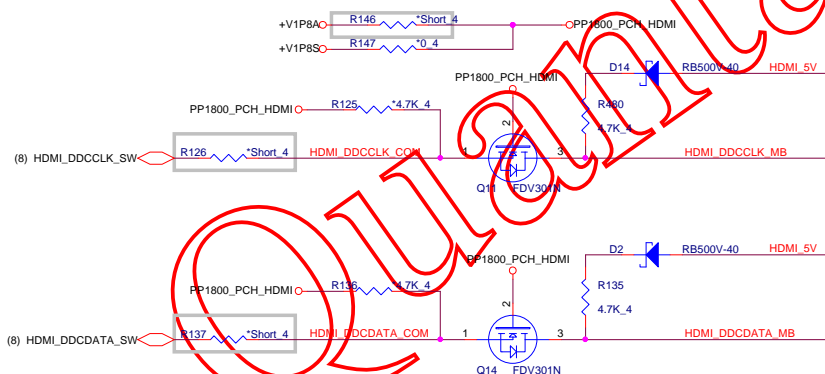 +V1P8A R146 *Short_4 PP1800_PCH_HDMI
+V1P8S R147 *0_4
D14 RB500V-40 HDMI_5V
PP1800_PCH_HDMI
PP1800_PCH_HDMI R125 *4.7K_4 R480
2 4.7K_4
(8) HDMI_DDCCLK_SW R126 *Short_4 HDMI_DDCCLK_COM 1 3 HDMI_DDCCLK_MB
Q11 FDV301N
D2 RB500V-40 HDMI_5V
PP1800_PCH_HDMI
PP1800_PCH_HDMI R136 *4.7K_4 R135
2 4.7K_4
(8) HDMI_DDCDATA_SW R137 *Short_4 HDMI_DDCDATA_COM 1 3 HDMI_DDCDATA_MB
Q14 FDV301N
Quanta